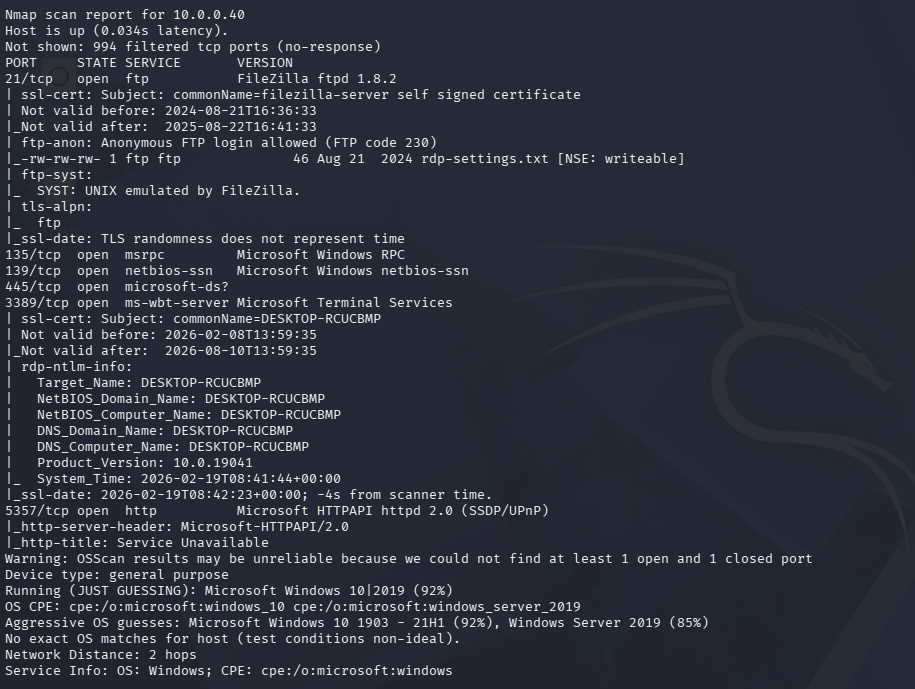 Nmap scan report for 10.0.0.40
Host is up (0.034s latency).
Not shown: 994 filtered tcp ports (no-response)
PORT     STATE SERVICE       VERSION
21/tcp   open  ftp           FileZilla ftpd 1.8.2
| ssl-cert: Subject: commonName=filezilla-server self signed certificate
| Not valid before: 2024-08-21T16:36:33
|_Not valid after:  2025-08-22T16:41:33
| ftp-anon: Anonymous FTP login allowed (FTP code 230)
|_-rw-rw-rw- 1 ftp ftp              46 Aug 21  2024 rdp-settings.txt [NSE: writeable]
| ftp-syst:
|_  SYST: UNIX emulated by FileZilla.
| tls-alpn:
|_  ftp
|_ssl-date: TLS randomness does not represent time
135/tcp  open  msrpc         Microsoft Windows RPC
139/tcp  open  netbios-ssn   Microsoft Windows netbios-ssn
445/tcp  open  microsoft-ds?
3389/tcp open  ms-wbt-server Microsoft Terminal Services
| ssl-cert: Subject: commonName=DESKTOP-RCUCBMP
| Not valid before: 2026-02-08T13:59:35
|_Not valid after:  2026-08-10T13:59:35
| rdp-ntlm-info:
|   Target_Name: DESKTOP-RCUCBMP
|   NetBIOS_Domain_Name: DESKTOP-RCUCBMP
|   NetBIOS_Computer_Name: DESKTOP-RCUCBMP
|   DNS_Domain_Name: DESKTOP-RCUCBMP
|   DNS_Computer_Name: DESKTOP-RCUCBMP
|   Product_Version: 10.0.19041
|_  System_Time: 2026-02-19T08:41:44+00:00
|_ssl-date: 2026-02-19T08:42:23+00:00; -4s from scanner time.
5357/tcp open  http          Microsoft HTTPAPI httpd 2.0 (SSDP/UPnP)
|_http-server-header: Microsoft-HTTPAPI/2.0
|_http-title: Service Unavailable
Warning: OSScan results may be unreliable because we could not find at least 1 open and 1 closed port
Device type: general purpose
Running (JUST GUESSING): Microsoft Windows 10|2019 (92%)
OS CPE: cpe:/o:microsoft:windows_10 cpe:/o:microsoft:windows_server_2019
Aggressive OS guesses: Microsoft Windows 10 1903 - 21H1 (92%), Windows Server 2019 (85%)
No exact OS matches for host (test conditions non-ideal).
Network Distance: 2 hops
Service Info: OS: Windows; CPE: cpe:/o:microsoft:windows